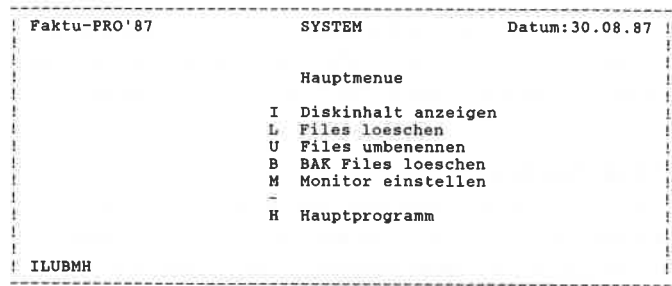 Faktu-PRO'87 SYSTEM Datum:30.08.87
Hauptmenue
I Diskinhalt anzeigen
L Files loeschen
U Files umbenennen
B BAK Files loeschen
M Monitor einstellen
-
H Hauptprogramm
ILUBMH